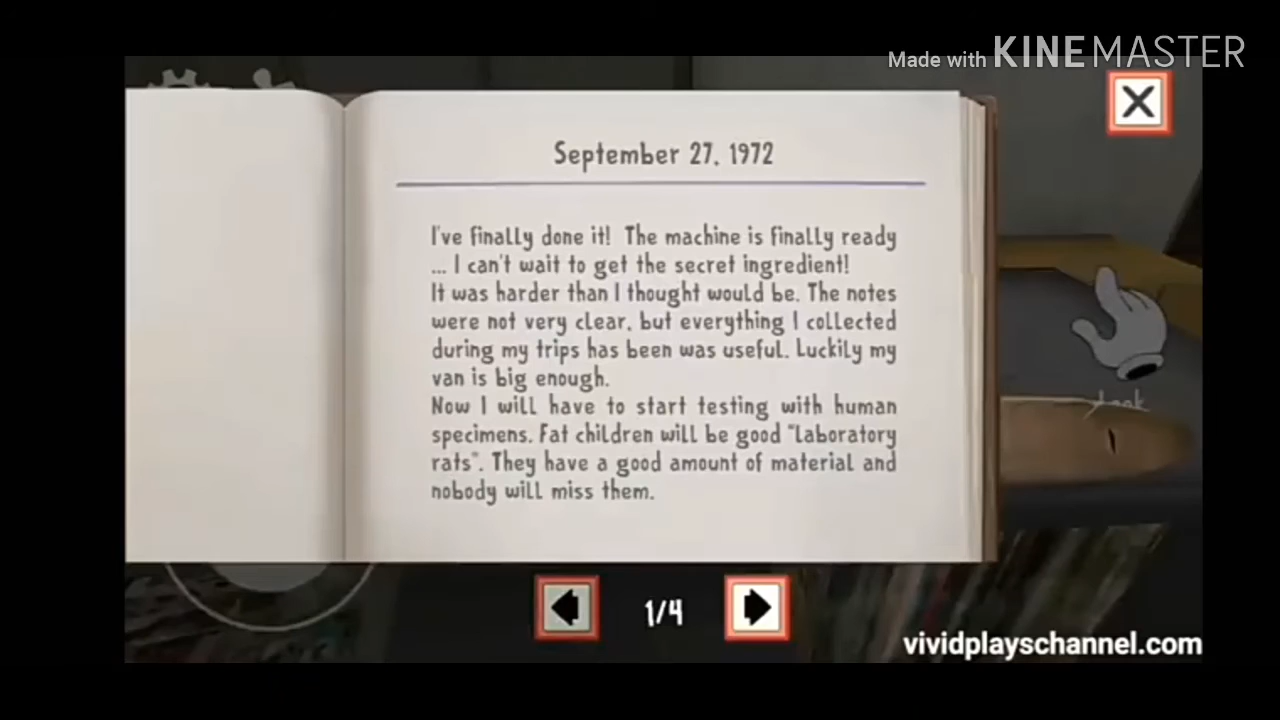 Made with KINEMASTER
September 27, 1972
I've finally done it! The machine is finally ready
... I can't wait to get the secret ingredient!
It was harder than I thought would be. The notes
were not very clear, but everything I collected
during my trips has been was useful. Luckily my
van is big enough.
Now I will have to start testing with human
specimens. Fat children will be good "laboratory
rats". They have a good amount of material and
nobody will miss them.
1/4
vividplayschannel.com